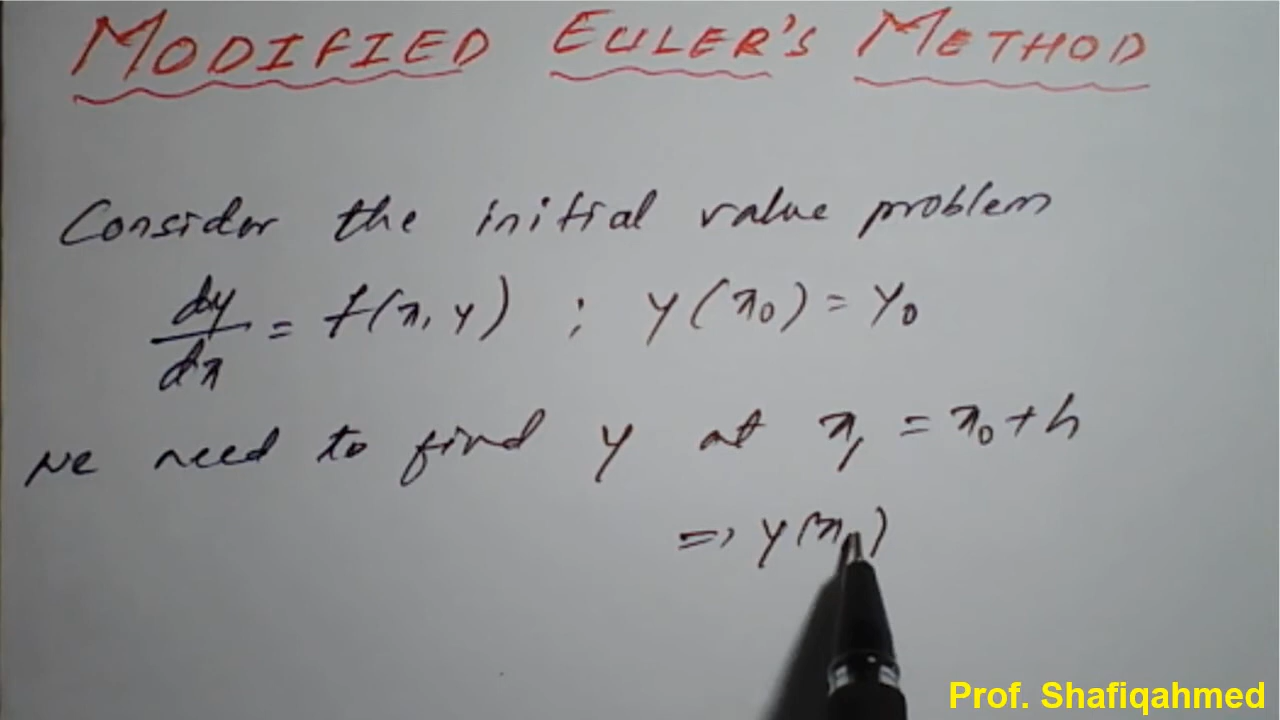 MODIFIED EULER'S METHOD
Consider the initial value problem
dy/dx = f(x, y) ; y(x₀) = y₀
we need to find y at x₁ = x₀ + h
=> y(x
Prof. Shafiqahmed